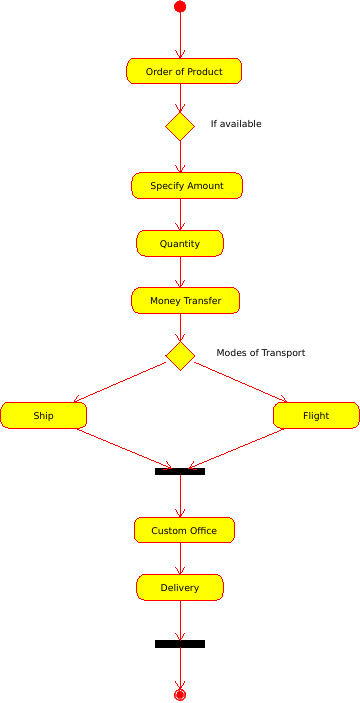 Order of Product
If available
Specify Amount
Quantity
Money Transfer
Modes of Transport
Ship
Flight
Custom Office
Delivery